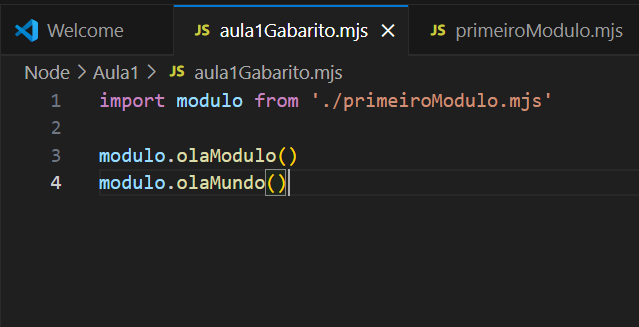 Welcome JS aula1Gabarito.mjs JS primeiroModulo.mjs
Node > Aula1 > JS aula1Gabarito.mjs
1 import modulo from './primeiroModulo.mjs'
2
3 modulo.olaModulo()
4 modulo.olaMundo()